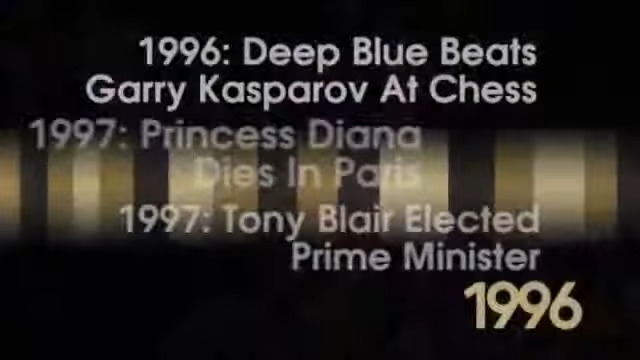 1996: Deep Blue Beats
Garry Kasparov At Chess
1997: Princess Diana
Dies In Paris
1997: Tony Blair Elected
Prime Minister
1996